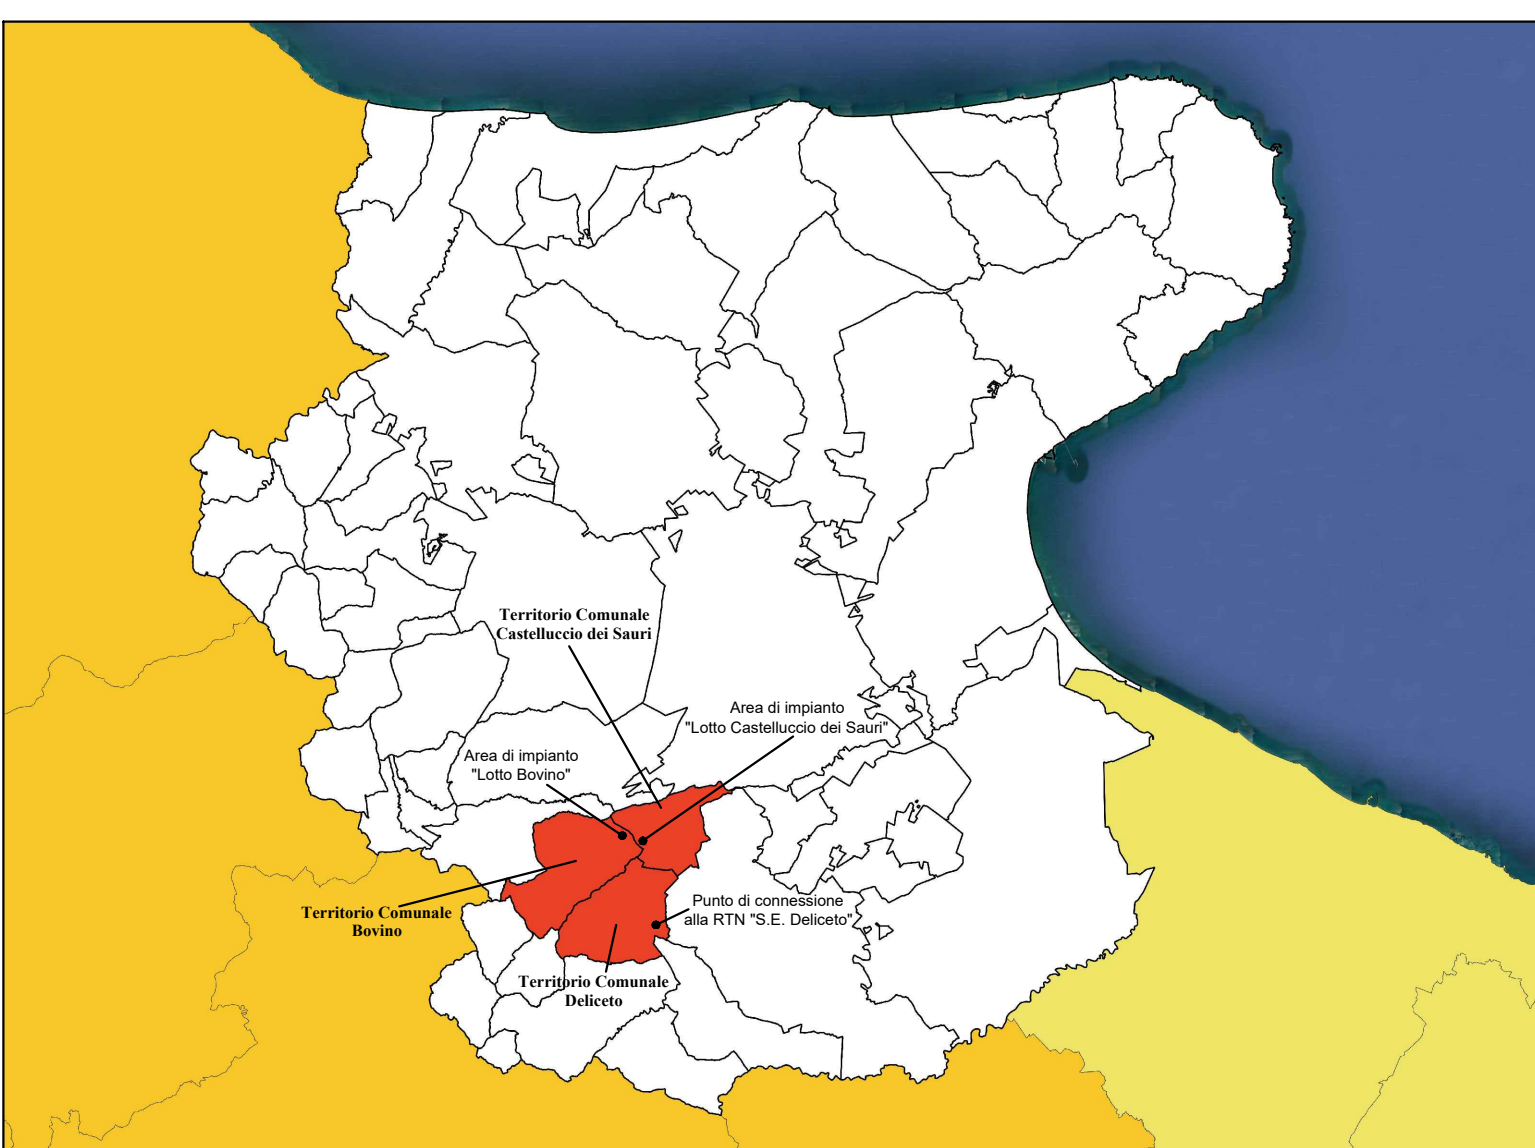 Territorio Comunale
Castelluccio dei Sauri
Area di impianto
"Lotto Castelluccio dei Sauri"
Area di impianto
"Lotto Bovino"
Punto di connessione
alla RTN "S.E. Deliceto"
Territorio Comunale
Bovino
Territorio Comunale
Deliceto